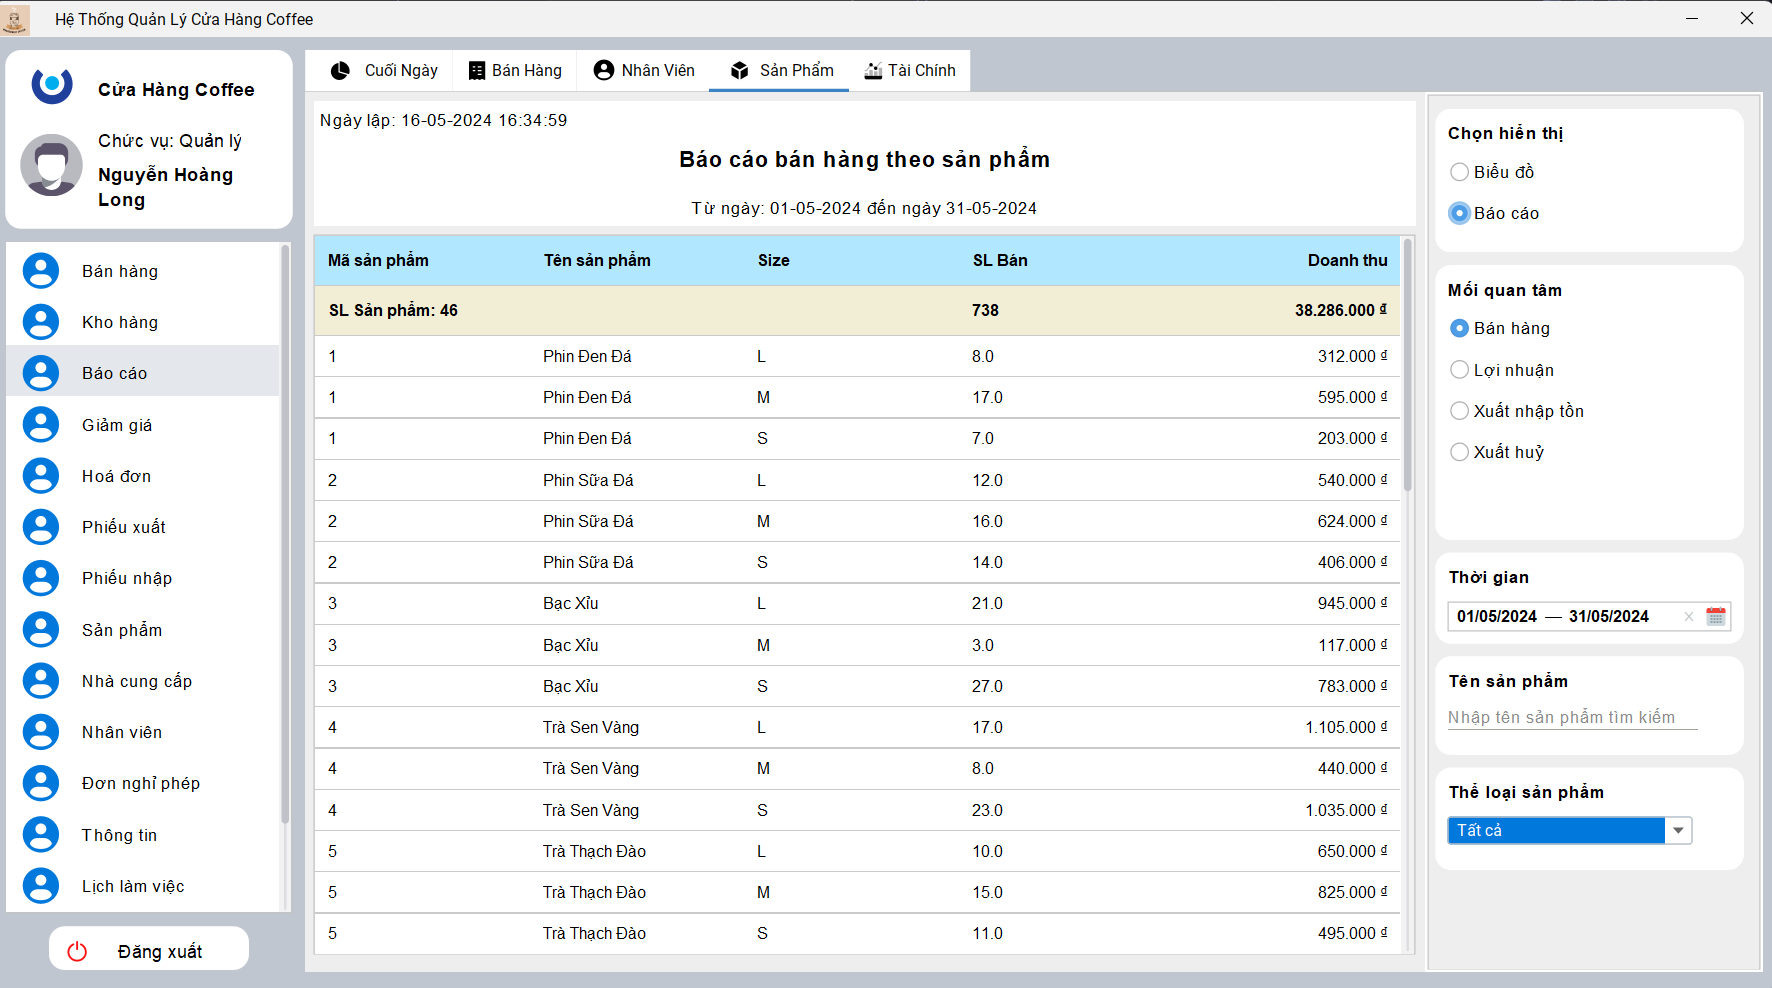 Hệ Thống Quản Lý Cửa Hàng Coffee
Cửa Hàng Coffee
Chức vụ: Quản lý
Nguyễn Hoàng
Long
Bán hàng
Kho hàng
Báo cáo
Giảm giá
Hoá đơn
Phiếu xuất
Phiếu nhập
Sản phẩm
Nhà cung cấp
Nhân viên
Đơn nghỉ phép
Thông tin
Lịch làm việc
Đăng xuất
Cuối Ngày Bán Hàng Nhân Viên Sản Phẩm Tài Chính
Ngày lập: 16-05-2024 16:34:59
Báo cáo bán hàng theo sản phẩm
Từ ngày: 01-05-2024 đến ngày 31-05-2024
Mã sản phẩm Tên sản phẩm Size SL Bán Doanh thu
SL Sản phẩm: 46 738 38.286.000 ₫
1 Phin Đen Đá L 8.0 312.000 ₫
1 Phin Đen Đá M 17.0 595.000 ₫
1 Phin Đen Đá S 7.0 203.000 ₫
2 Phin Sữa Đá L 12.0 540.000 ₫
2 Phin Sữa Đá M 16.0 624.000 ₫
2 Phin Sữa Đá S 14.0 406.000 ₫
3 Bạc Xỉu L 21.0 945.000 ₫
3 Bạc Xỉu M 3.0 117.000 ₫
3 Bạc Xỉu S 27.0 783.000 ₫
4 Trà Sen Vàng L 17.0 1.105.000 ₫
4 Trà Sen Vàng M 8.0 440.000 ₫
4 Trà Sen Vàng S 23.0 1.035.000 ₫
5 Trà Thạch Đào L 10.0 650.000 ₫
5 Trà Thạch Đào M 15.0 825.000 ₫
5 Trà Thạch Đào S 11.0 495.000 ₫
Chọn hiển thị
Biểu đồ
Báo cáo
Mối quan tâm
Bán hàng
Lợi nhuận
Xuất nhập tồn
Xuất huỷ
Thời gian
01/05/2024 — 31/05/2024
Tên sản phẩm
Nhập tên sản phẩm tìm kiếm
Thể loại sản phẩm
Tất cả